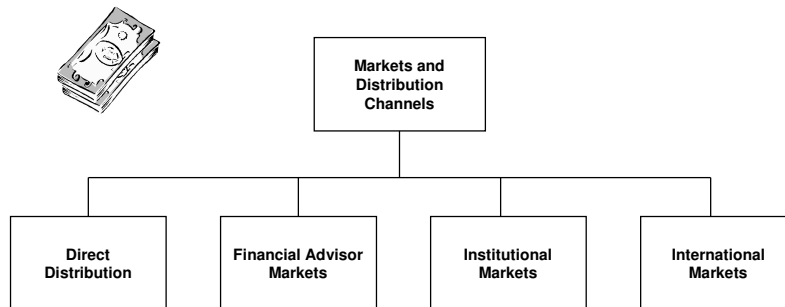 Markets and
Distribution
Channels
Direct
Distribution
Financial Advisor
Markets
Institutional
Markets
International
Markets